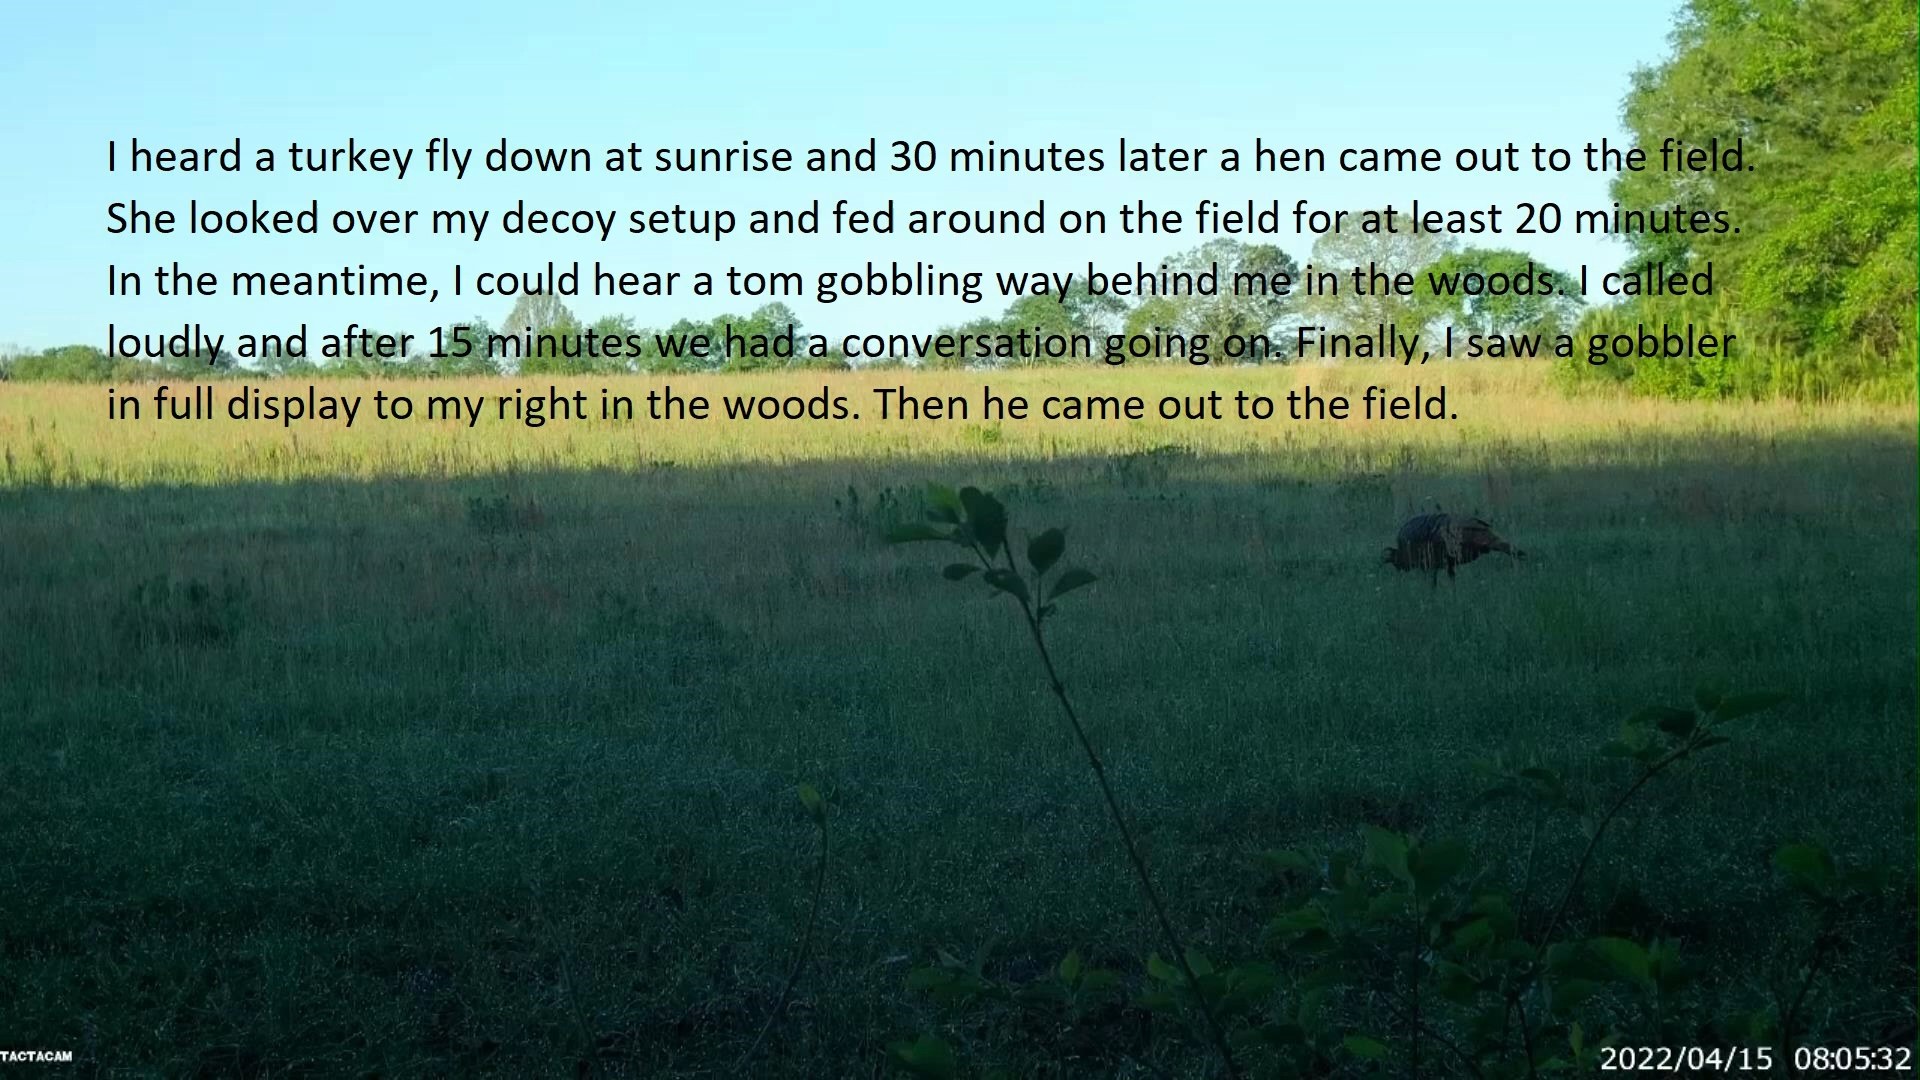 I heard a turkey fly down at sunrise and 30 minutes later a hen came out to the field.
She looked over my decoy setup and fed around on the field for at least 20 minutes.
In the meantime, I could hear a tom gobbling way behind me in the woods. I called
loudly and after 15 minutes we had a conversation going on. Finally, I saw a gobbler
in full display to my right in the woods. Then he came out to the field.
TACTACAM
2022/04/15 08:05:32